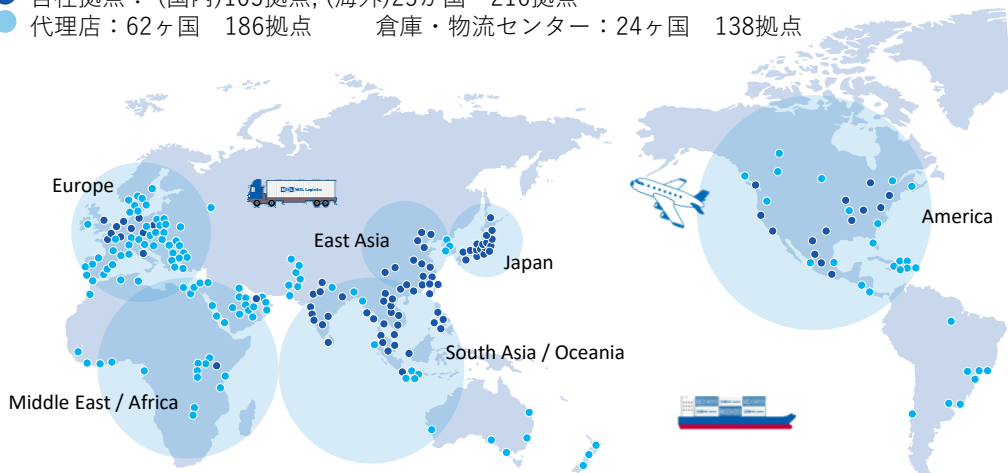 代理店：62ヶ国　186拠点　　倉庫・物流センター：24ヶ国　138拠点
Europe
East Asia
Japan
America
South Asia / Oceania
Middle East / Africa